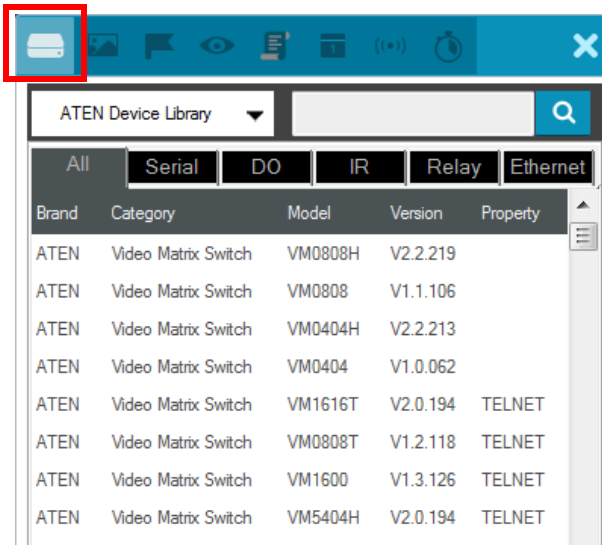 1
ATEN Device Library
All Serial DO IR Relay Ethernet
Brand Category Model Version Property
ATEN Video Matrix Switch VM0808H V2.2.219
ATEN Video Matrix Switch VM0808 V1.1.106
ATEN Video Matrix Switch VM0404H V2.2.213
ATEN Video Matrix Switch VM0404 V1.0.062
ATEN Video Matrix Switch VM1616T V2.0.194 TELNET
ATEN Video Matrix Switch VM0808T V1.2.118 TELNET
ATEN Video Matrix Switch VM1600 V1.3.126 TELNET
ATEN Video Matrix Switch VM5404H V2.0.194 TELNET